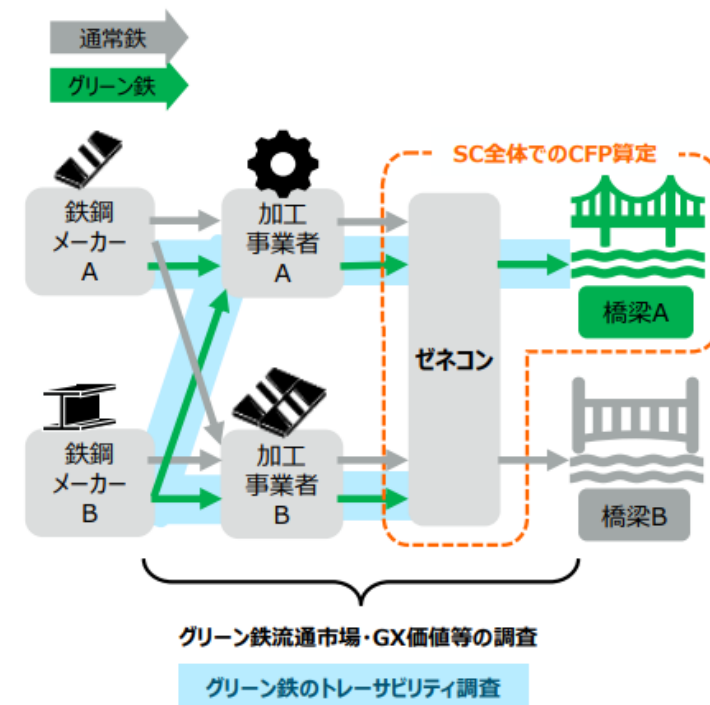 通常鉄
グリーン鉄
SC全体でのCFP算定
鉄鋼
メーカー
A
加工
事業者
A
橋梁A
ゼネコン
鉄鋼
メーカー
B
加工
事業者
B
橋梁B
グリーン鉄流通市場・GX価値等の調査
グリーン鉄のトレーサビリティ調査